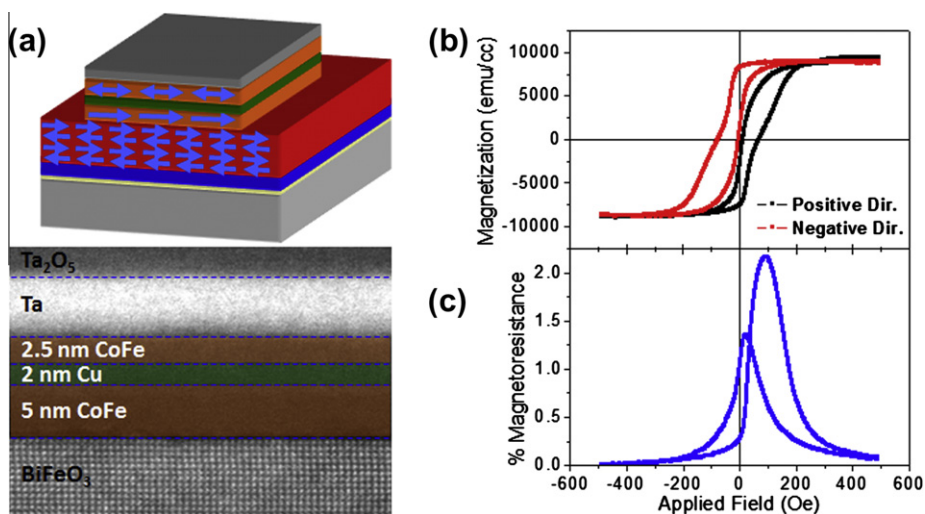 (a)
Ta₂O₅
Ta
2.5 nm CoFe
2 nm Cu
5 nm CoFe
BiFeO₃
(b)
Magnetization (emu/cc)
10000
5000
0
-5000
-10000
Positive Dir.
Negative Dir.
(c)
% Magnetoresistance
2.0
1.5
1.0
0.5
0.0
-600 -400 -200 0 200 400 600
Applied Field (Oe)